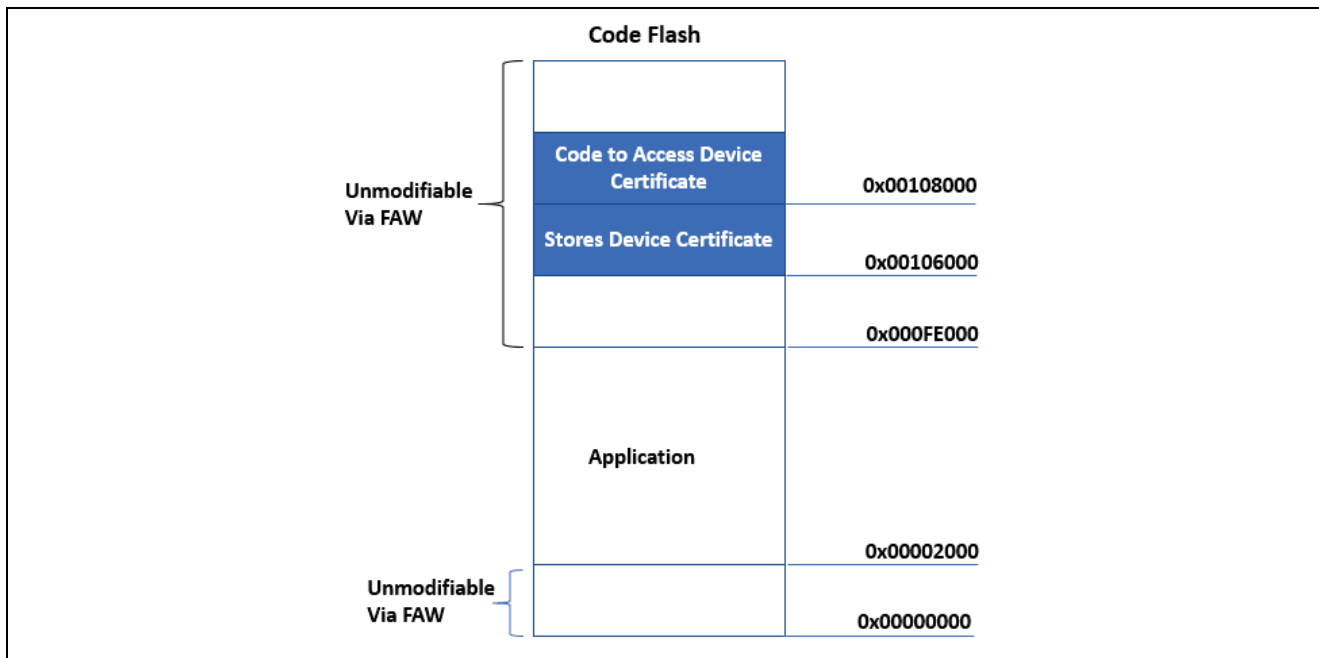 Code Flash
Code to Access Device
Certificate
0x00108000
Unmodifiable
Via FAW
Stores Device Certificate
0x00106000
0x000FE000
Application
0x00002000
Unmodifiable
Via FAW
0x00000000